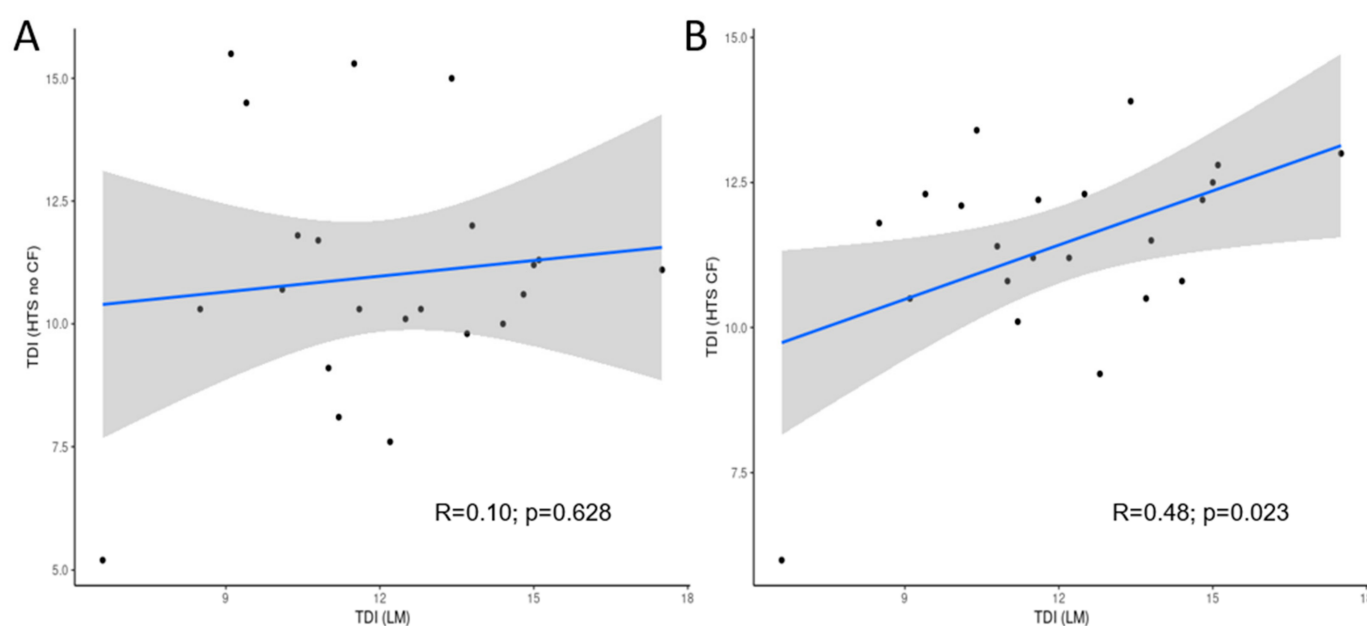 A
TDI (HTS no CF)
15.0
12.5
10.0
7.5
5.0
R=0.10; p=0.628
9
12
15
18
TDI (LM)
B
TDI (HTS CF)
15.0
12.5
10.0
7.5
R=0.48; p=0.023
9
12
15
TDI (LM)